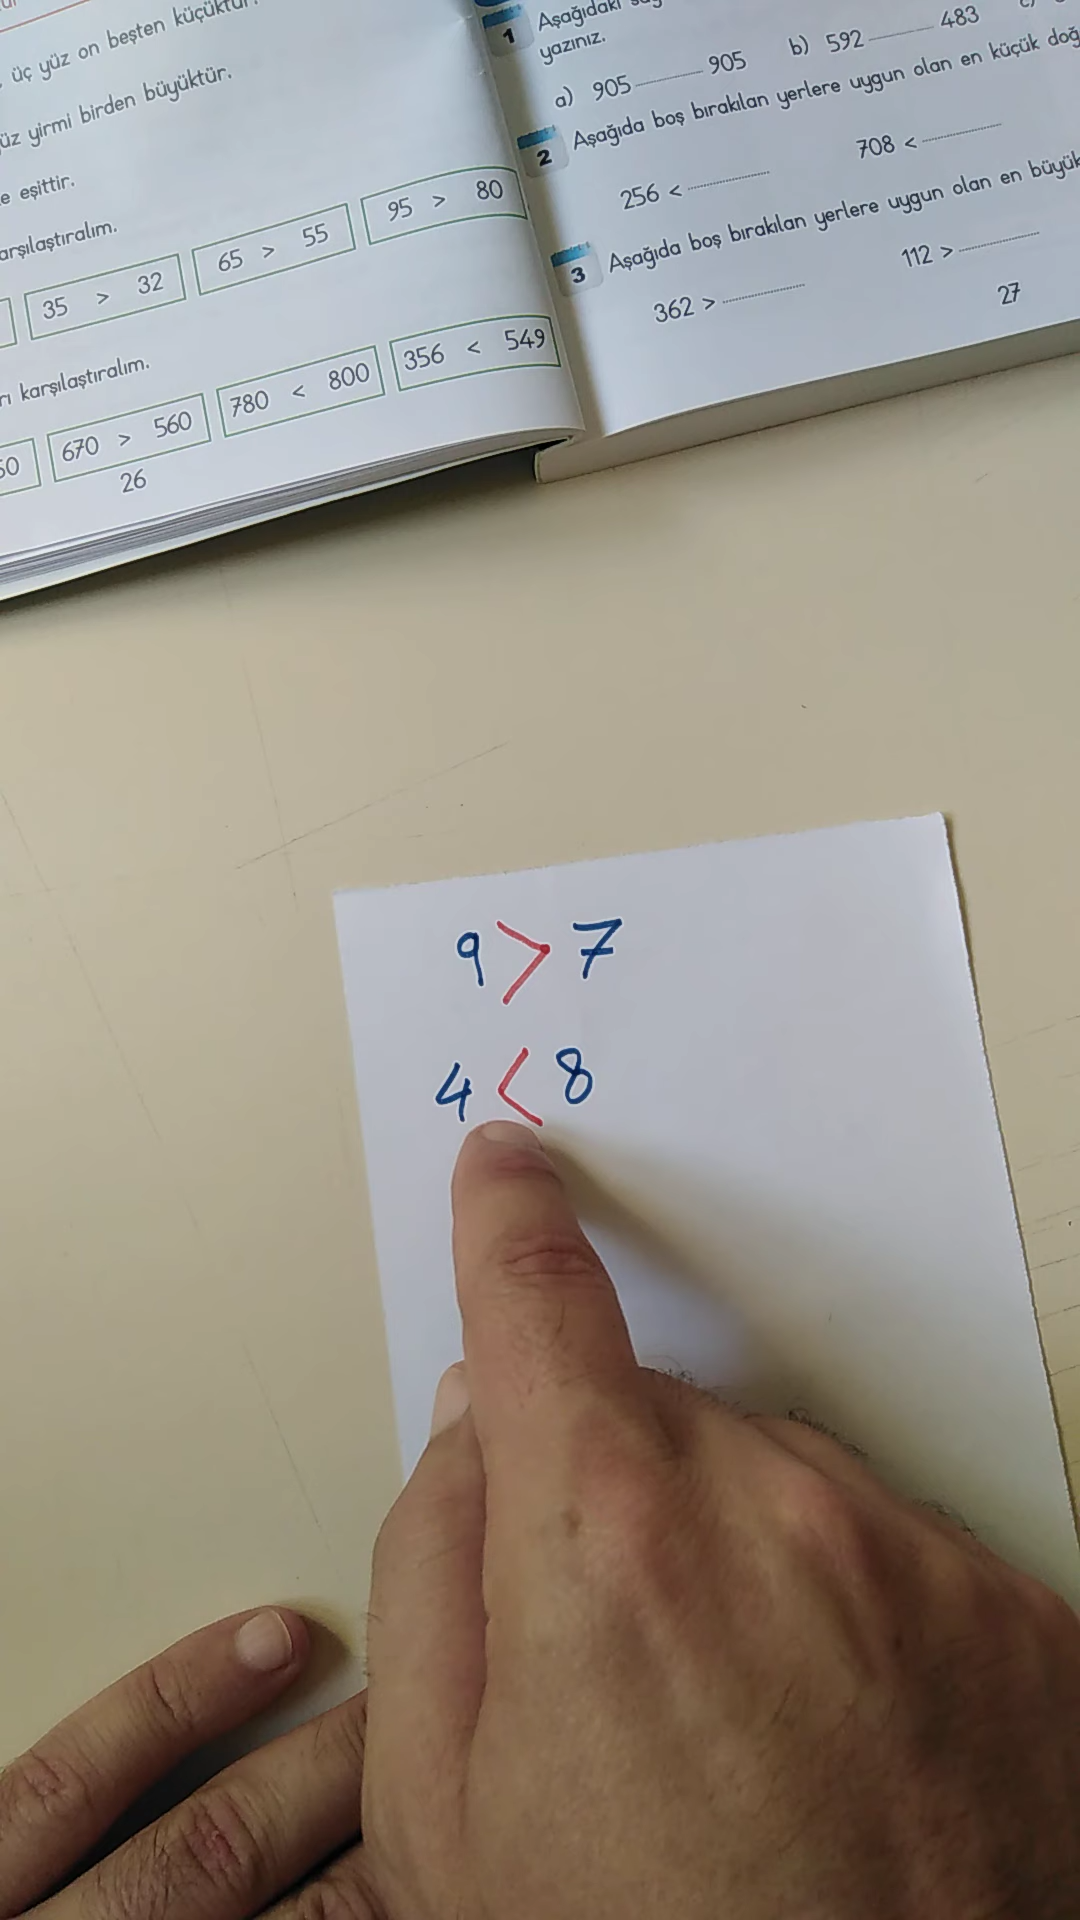 üç yüz on beşten küçüktür.
yüz yirmi birden büyüktür.
e eşittir.
karşılaştıralım.
35 > 32
65 > 55
95 > 80
karşılaştıralım.
670 > 560
780 < 800
356 < 549
26
1 Aşağıdaki
yazınız.
a) 905 905
b) 592 483
2 Aşağıda boş bırakılan yerlere uygun olan en küçük
256 <
708 <
3 Aşağıda boş bırakılan yerlere uygun olan en büyük
362 >
112 >
27
9 > 7
4 < 8